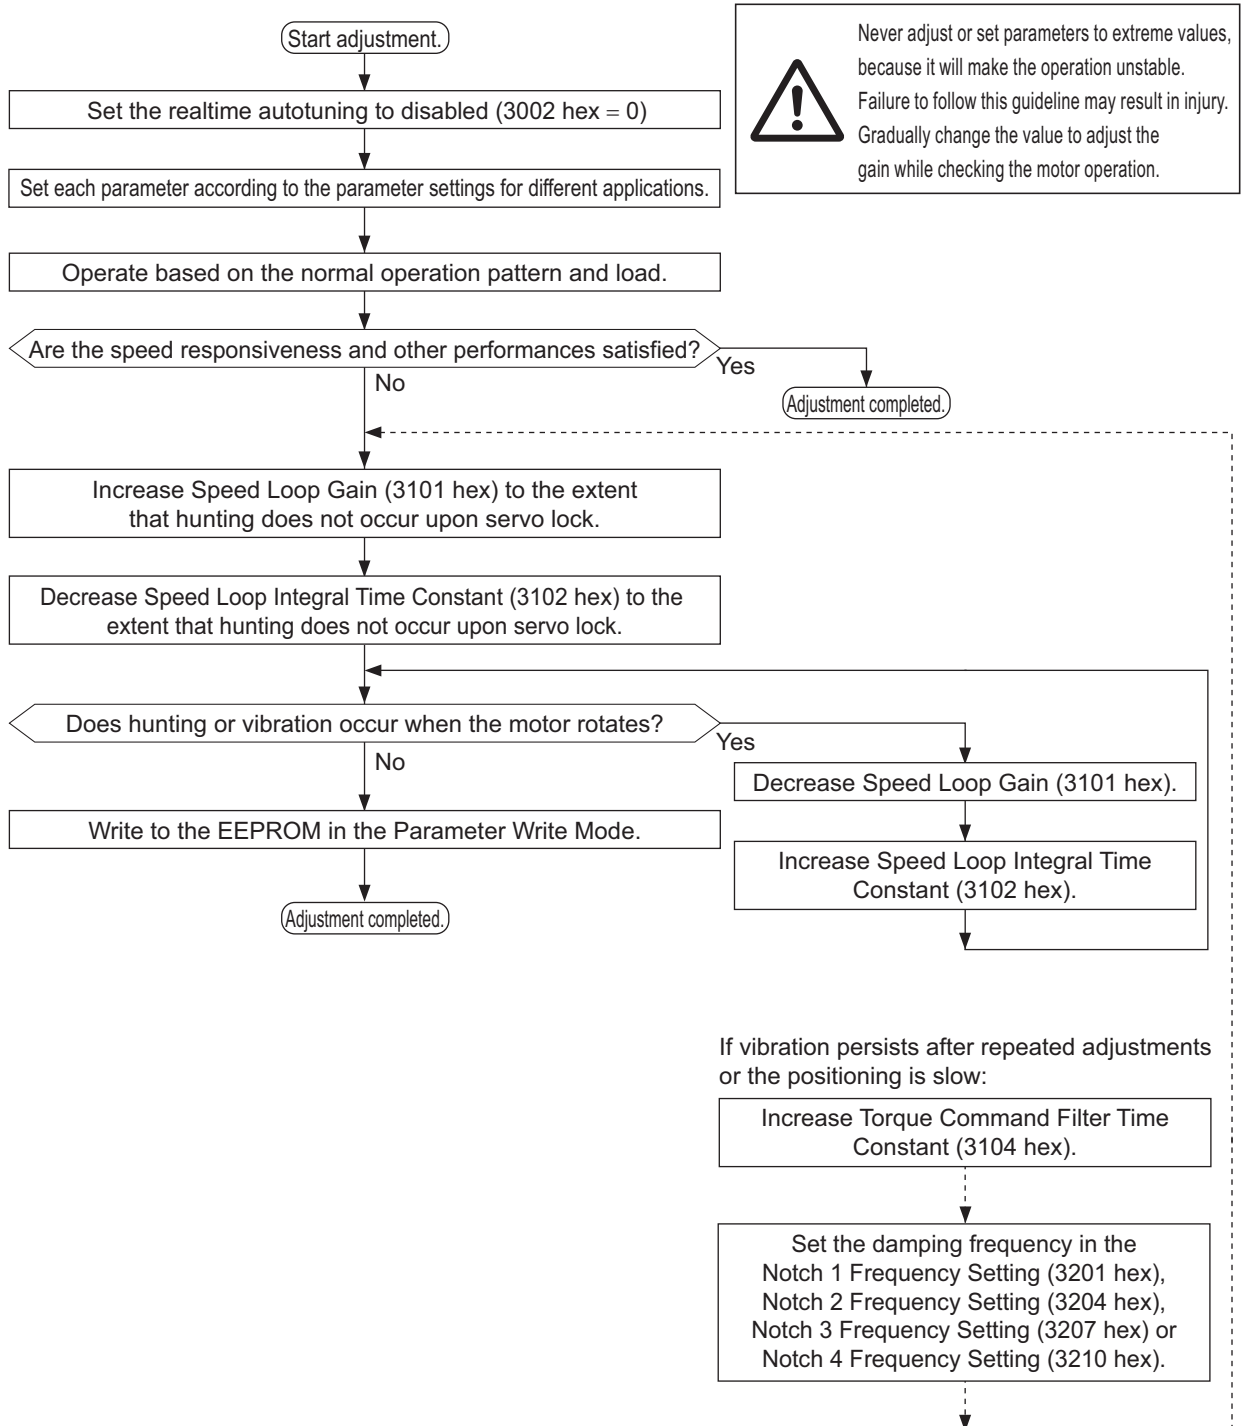 Start adjustment.
Never adjust or set parameters to extreme values,
because it will make the operation unstable.
Failure to follow this guideline may result in injury.
Gradually change the value to adjust the
gain while checking the motor operation.
Set the realtime autotuning to disabled (3002 hex = 0)
Set each parameter according to the parameter settings for different applications.
Operate based on the normal operation pattern and load.
Are the speed responsiveness and other performances satisfied?
Yes
No
Adjustment completed.
Increase Speed Loop Gain (3101 hex) to the extent
that hunting does not occur upon servo lock.
Decrease Speed Loop Integral Time Constant (3102 hex) to the
extent that hunting does not occur upon servo lock.
Does hunting or vibration occur when the motor rotates?
Yes
No
Decrease Speed Loop Gain (3101 hex).
Write to the EEPROM in the Parameter Write Mode.
Increase Speed Loop Integral Time
Constant (3102 hex).
Adjustment completed.
If vibration persists after repeated adjustments
or the positioning is slow:
Increase Torque Command Filter Time
Constant (3104 hex).
Set the damping frequency in the
Notch 1 Frequency Setting (3201 hex),
Notch 2 Frequency Setting (3204 hex),
Notch 3 Frequency Setting (3207 hex) or
Notch 4 Frequency Setting (3210 hex).